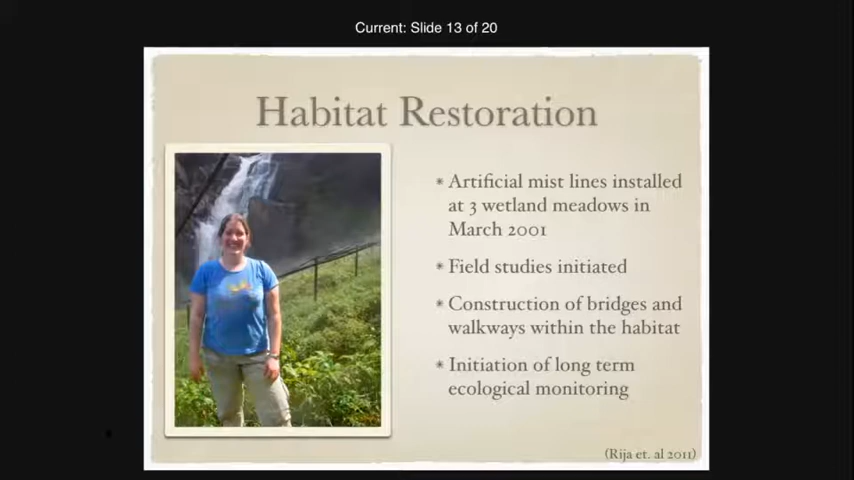 Current: Slide 13 of 20
Habitat Restoration
* Artificial mist lines installed
at 3 wetland meadows in
March 2001
* Field studies initiated
* Construction of bridges and
walkways within the habitat
* Initiation of long term
ecological monitoring
(Rija et. al 2011)